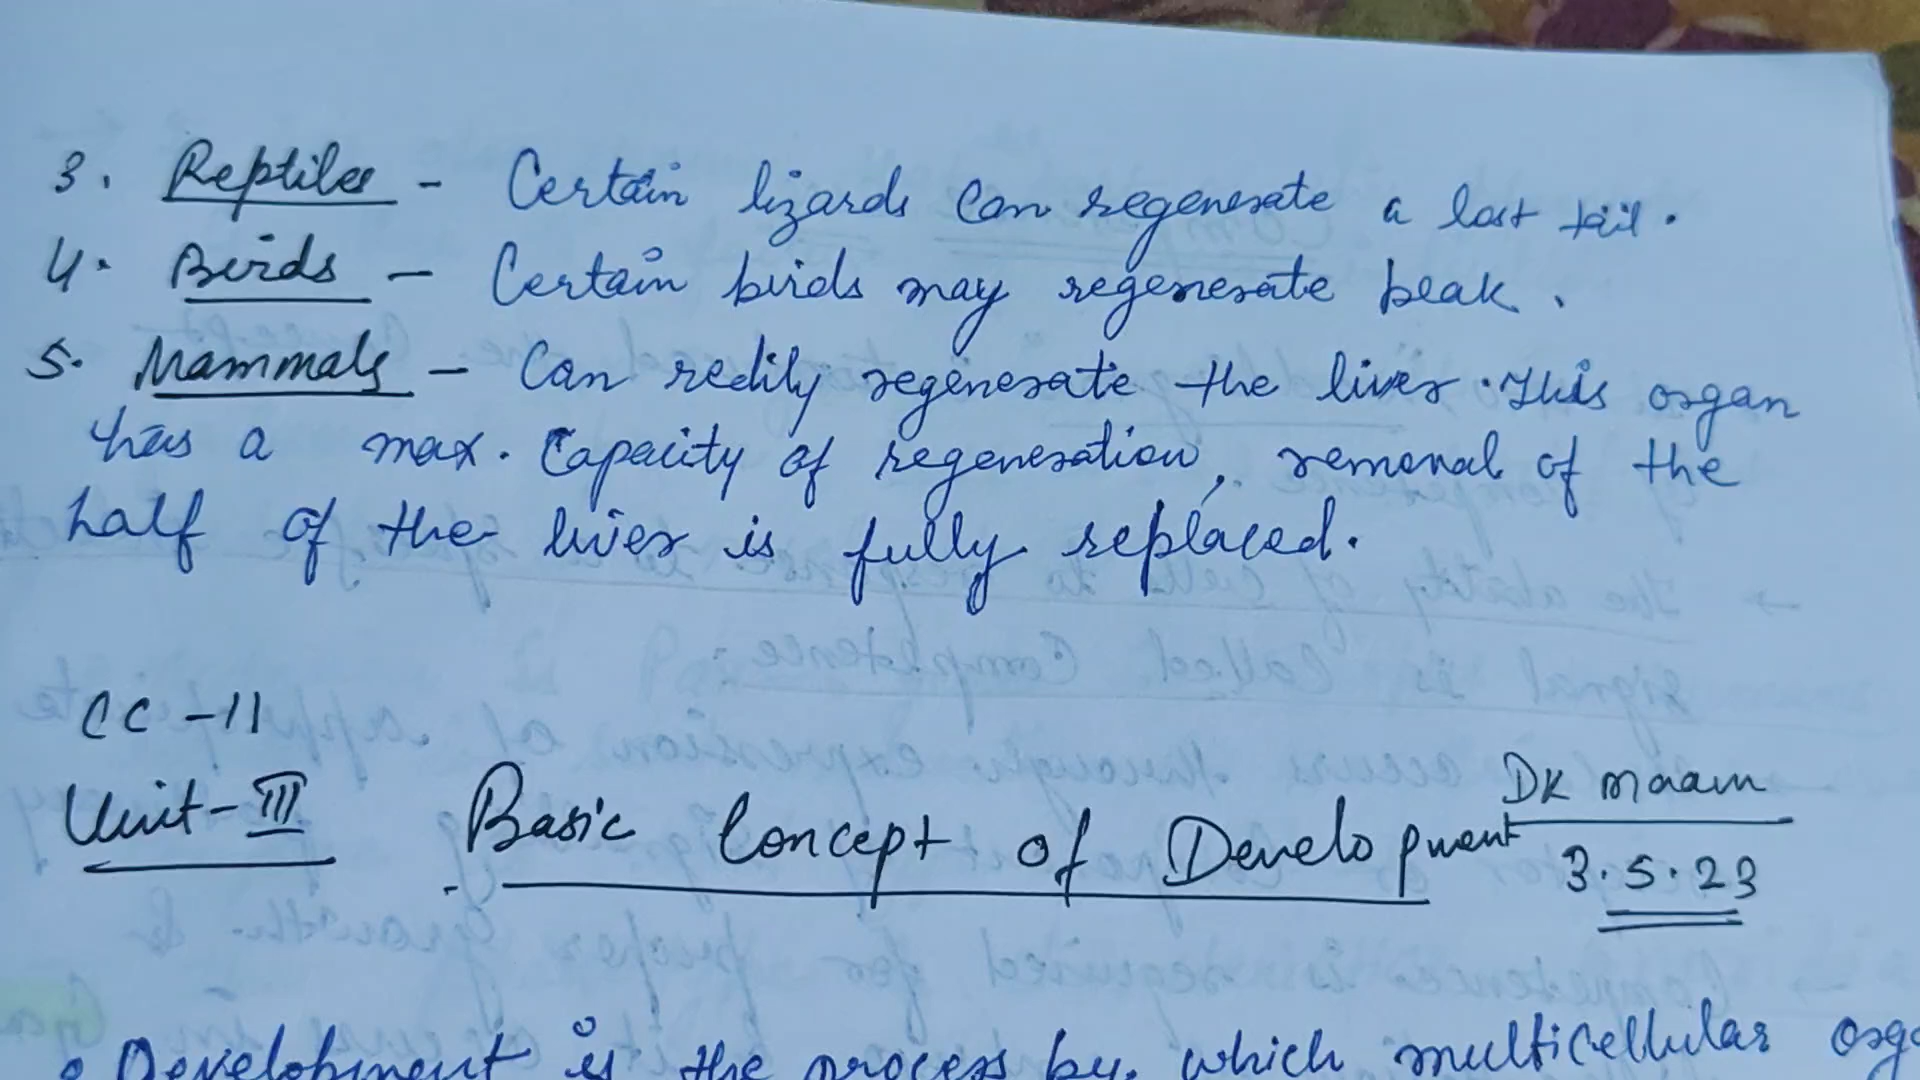 3. Reptiles - Certain lizards can regenerate a lost tail.
4. Birds - Certain birds may regenerate beak.
5. Mammals - Can redily regenerate the liver. This organ
has a max. Capacity of regeneration, removal of the
half of the liver is fully replaced.
CC-11
Unit-III Basic Concept of Development
DK maam
3.5.23
• Development is the process by which multicellular